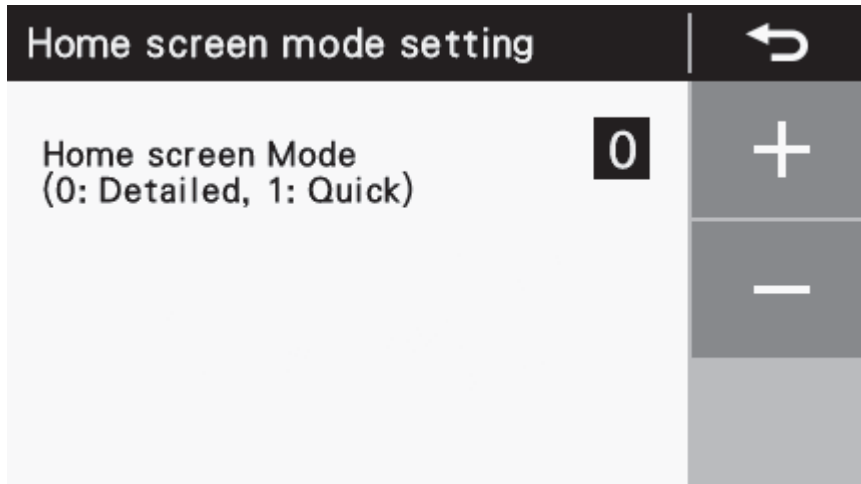 Home screen mode setting
Home screen Mode
0
(0: Detailed, 1: Quick)
+
−